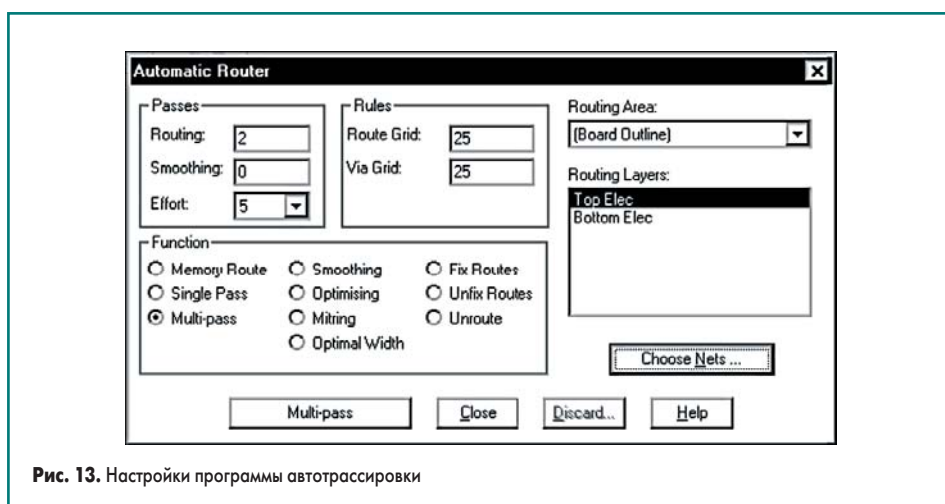 Automatic Router
Passes
Routing: 2
Smoothing: 0
Effort: 5
Rules
Route Grid: 25
Via Grid: 25
Routing Area:
(Board Outline)
Routing Layers:
Top Elec
Bottom Elec
Function
Memory Route
Single Pass
Multi-pass
Smoothing
Optimising
Mitring
Optimal Width
Fix Routes
Unfix Routes
Unroute
Choose Nets ...
Multi-pass
Close
Discard...
Help
Рис. 13. Настройки программы автотрассировки